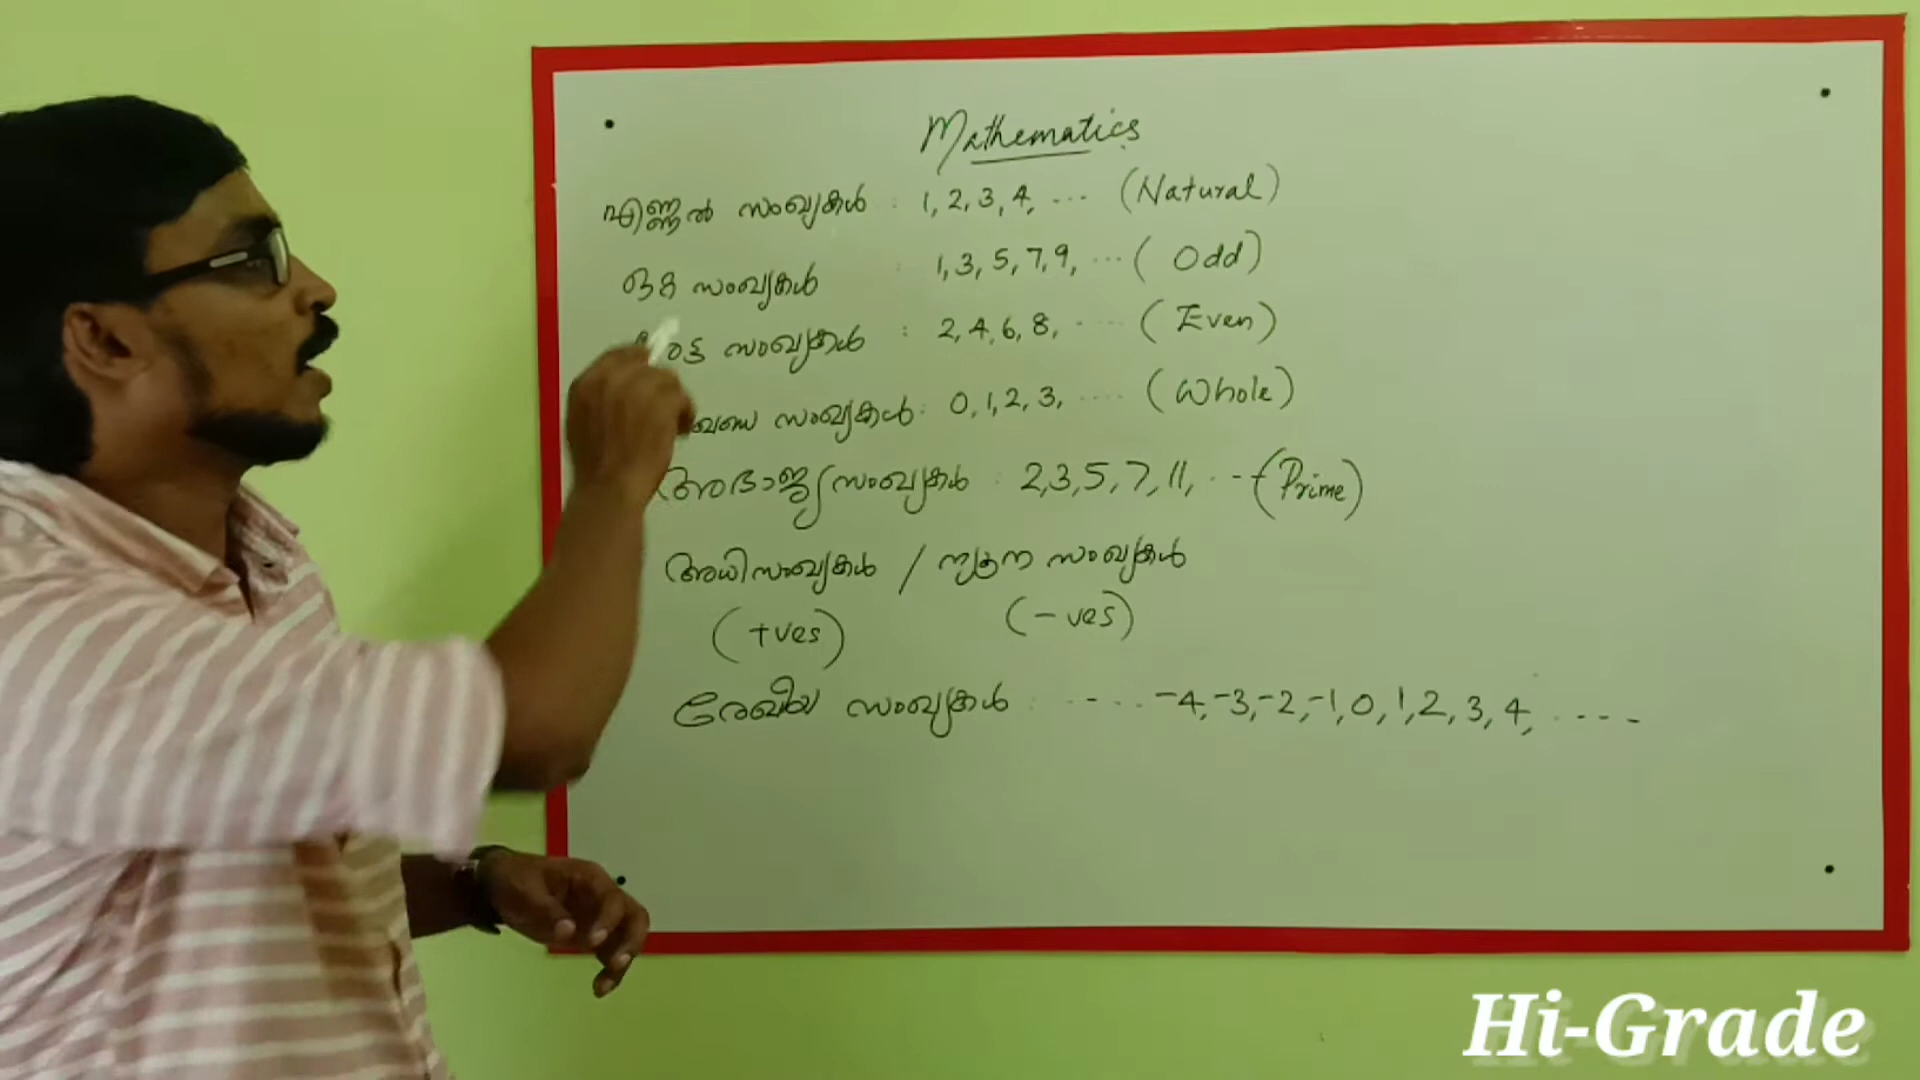 Mathematics
എണ്ണൽ സംഖ്യകൾ : 1, 2, 3, 4, ... (Natural)
ഒറ്റ സംഖ്യകൾ : 1, 3, 5, 7, 9, ... (Odd)
സംഖ്യകൾ : 2, 4, 6, 8, .... (Even)
സംഖ്യകൾ : 0, 1, 2, 3, .... (Whole)
അഭാജ്യസംഖ്യകൾ : 2, 3, 5, 7, 11, ... (Prime)
അധിസംഖ്യകൾ / ന്യൂന സംഖ്യകൾ
(+ves) (-ves)
സംഖ്യകൾ : .... -4, -3, -2, -1, 0, 1, 2, 3, 4, ....
Hi-Grade